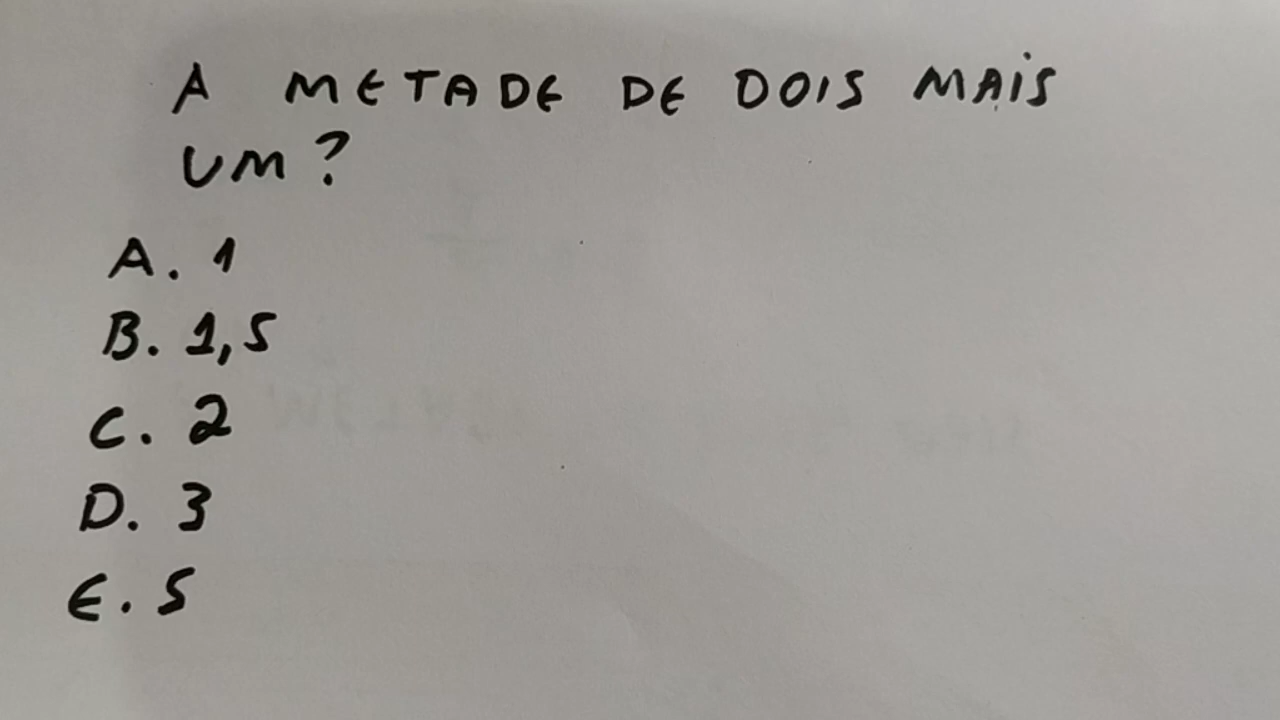 A METADE DE DOIS MAIS
UM?
A. 1
B. 1,5
C. 2
D. 3
E. 5